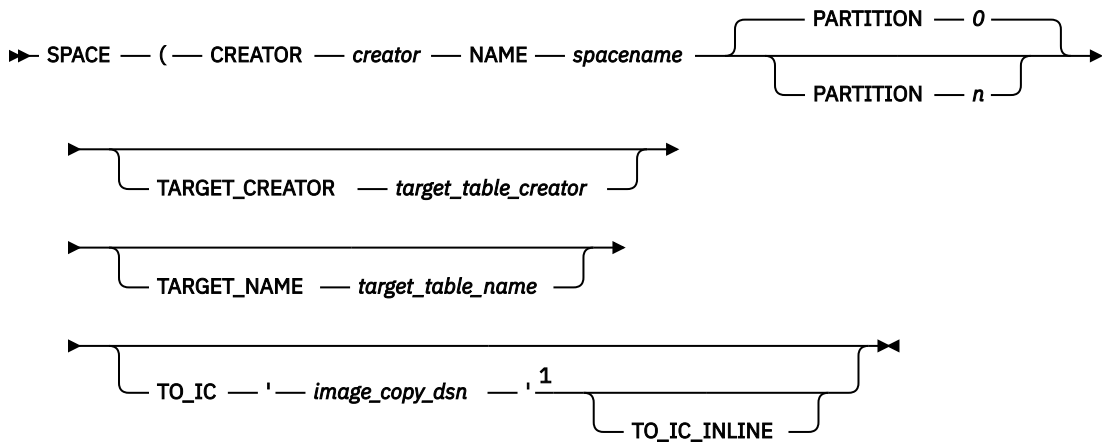 PARTITION 0
SPACE ( CREATOR creator NAME spacename
PARTITION n
TARGET_CREATOR target_table_creator
TARGET_NAME target_table_name
TO_IC ' image_copy_dsn ' 1
TO_IC_INLINE